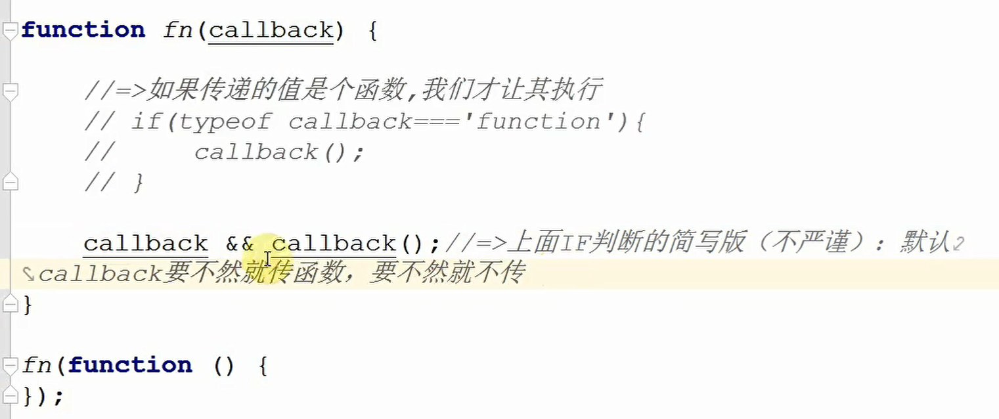 function fn(callback) {
//=>如果传递的值是个函数,我们才让其执行
// if(typeof callback==='function'){
//     callback();
// }
callback && callback();//=>上面IF判断的简写版（不严谨）：默认
callback要不然就传函数，要不然就不传
}
fn(function () {
});